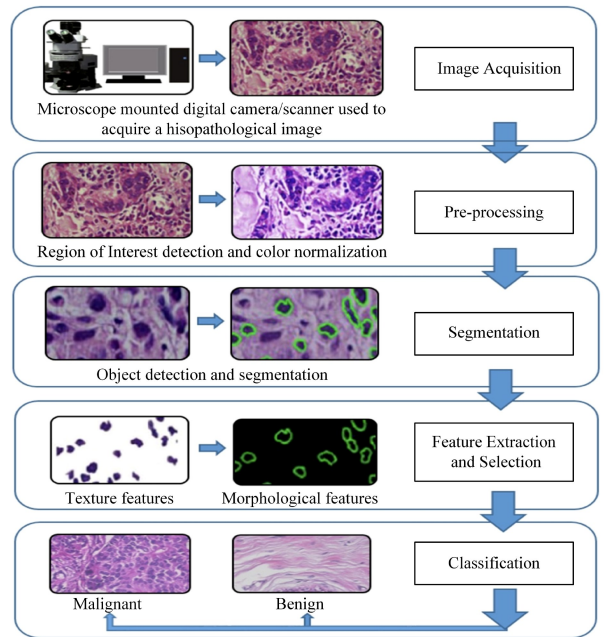 Image Acquisition
Microscope mounted digital camera/scanner used to
acquire a hisopathological image
Pre-processing
Region of Interest detection and color normalization
Segmentation
Object detection and segmentation
Feature Extraction
and Selection
Texture features
Morphological features
Classification
Malignant
Benign